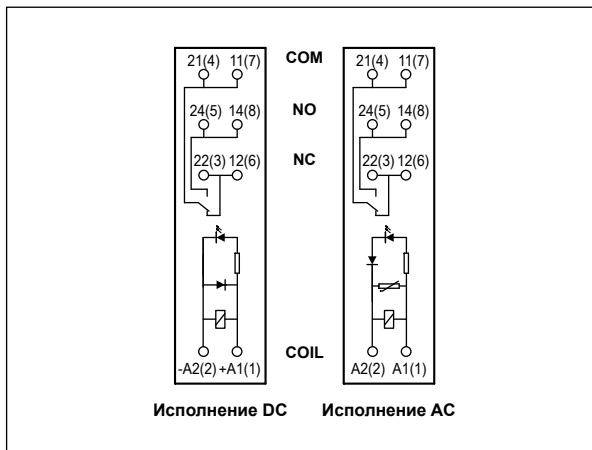 21(4) 11(7) COM 21(4) 11(7)
24(5) 14(8) NO 24(5) 14(8)
22(3) 12(6) NC 22(3) 12(6)
-A2(2) +A1(1) COIL A2(2) A1(1)
Исполнение DC Исполнение AC